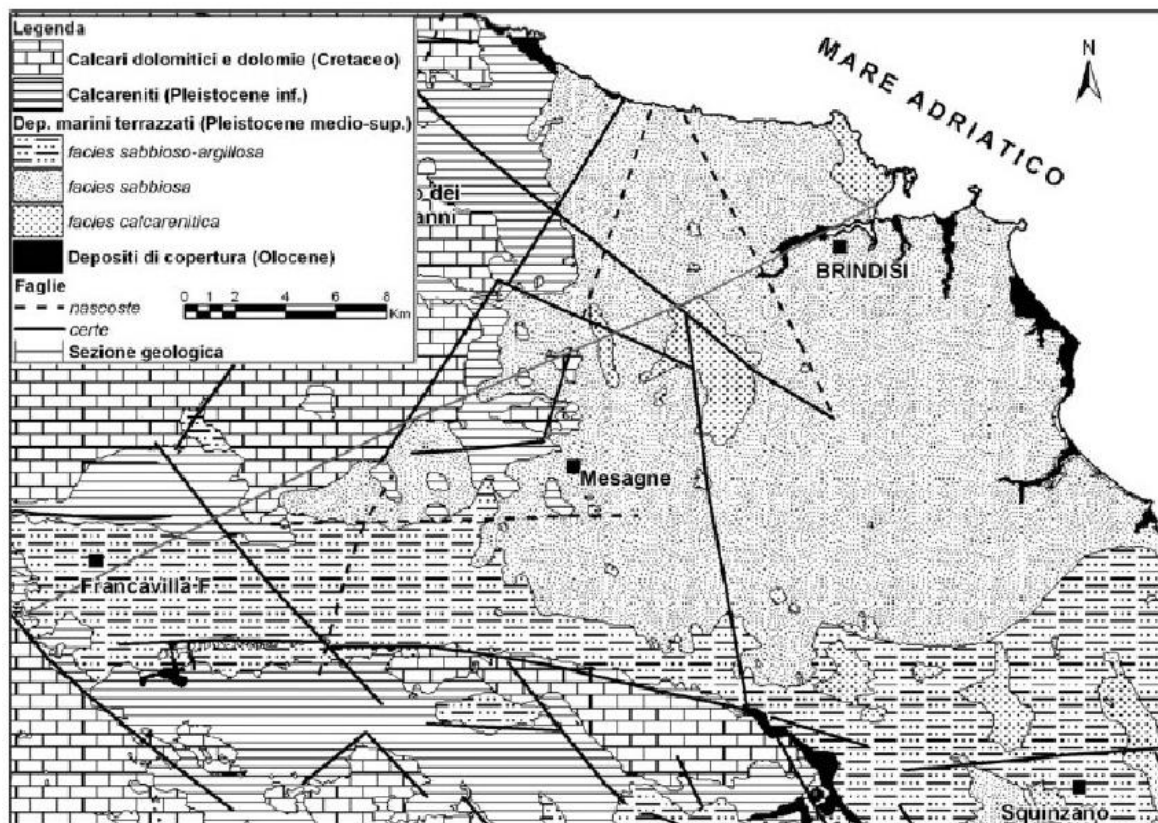 Legenda
Calcari dolomitici e dolomie (Cretaceo)
Calcareniti (Pleistocene inf.)
Dep. marini terrazzati (Pleistocene medio-sup.)
facies sabbioso-argillosa
facies sabbiosa
facies calcarenitica
Depositi di copertura (Olocene)
Faglie
nascoste
certe
Sezione geologica
0 1 2 4 6 8
Km
o dei
anni
N
MARE ADRIATICO
BRINDISI
Mesagne
Francavilla F.
Squinzano